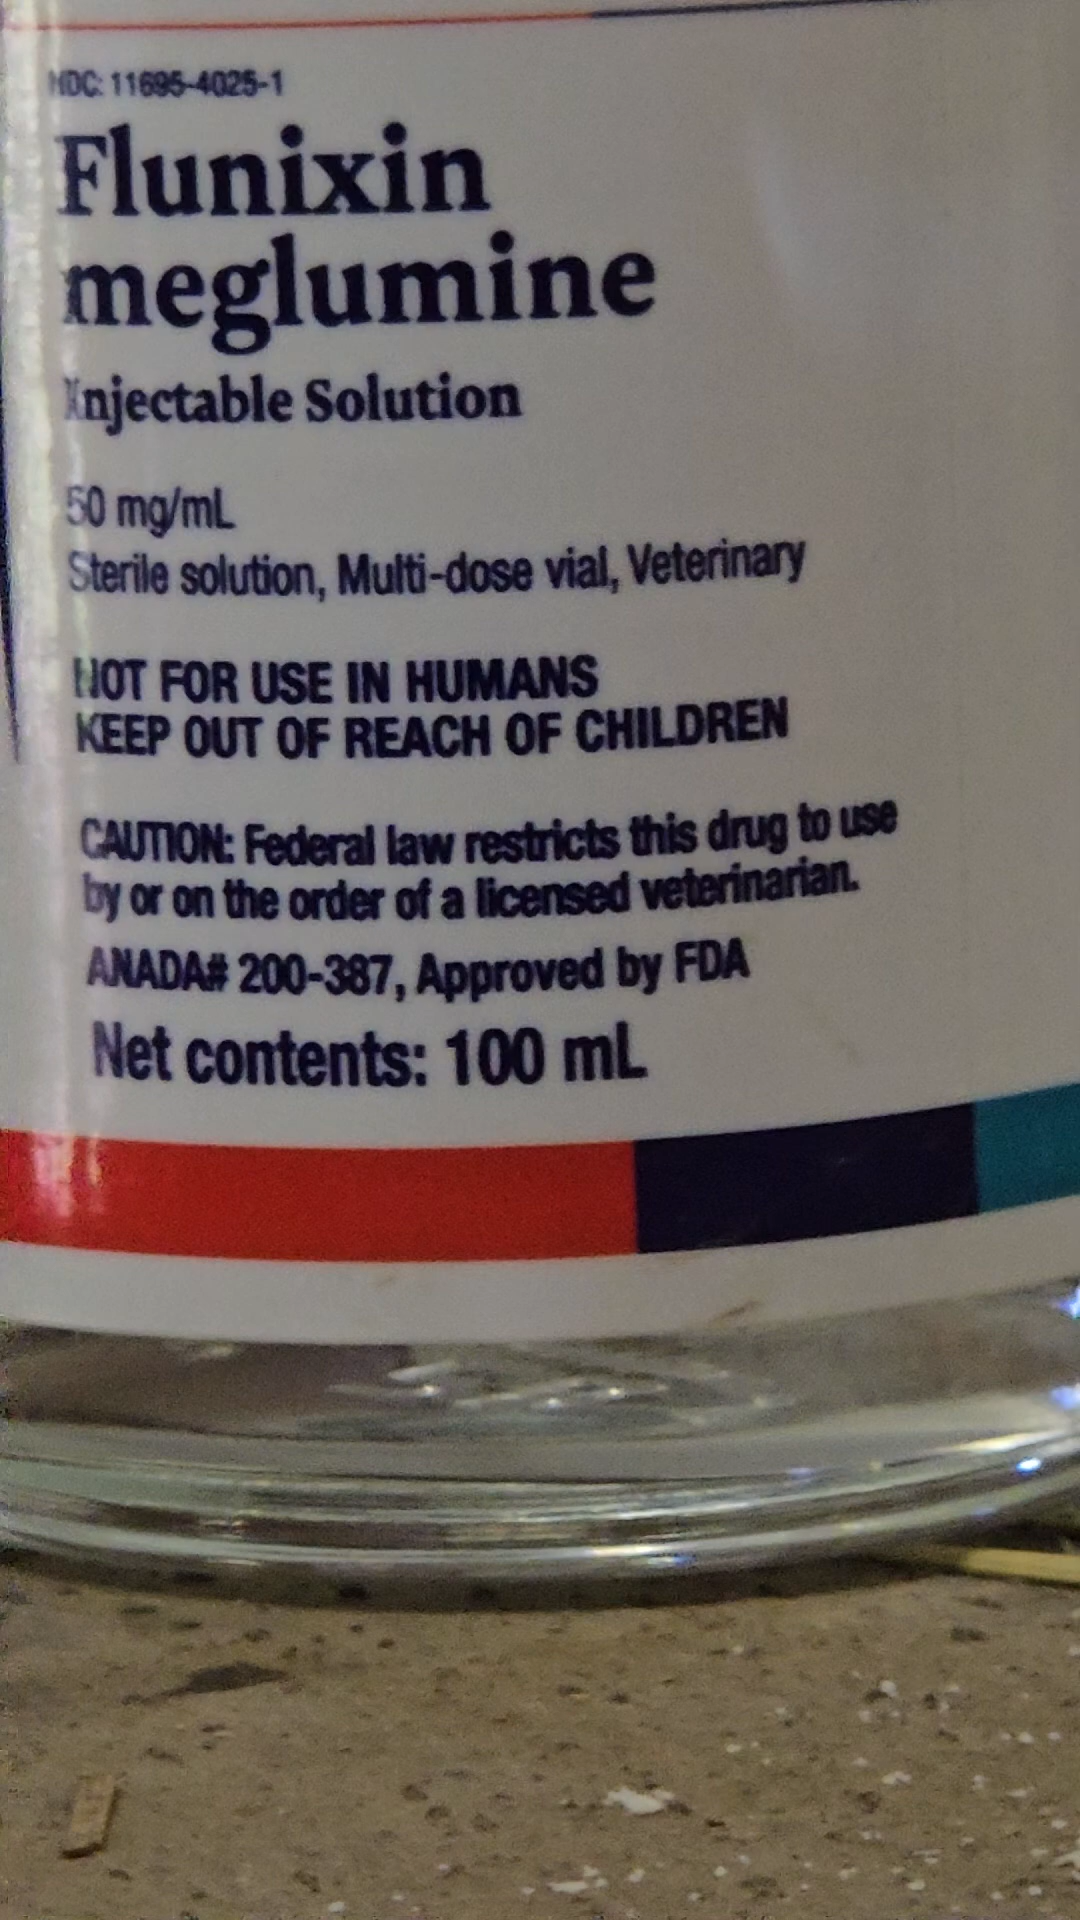 NDC: 11695-4025-1
Flunixin
meglumine
Injectable Solution
50 mg/mL
Sterile solution, Multi-dose vial, Veterinary
NOT FOR USE IN HUMANS
KEEP OUT OF REACH OF CHILDREN
CAUTION: Federal law restricts this drug to use
by or on the order of a licensed veterinarian.
ANADA# 200-387, Approved by FDA
Net contents: 100 mL